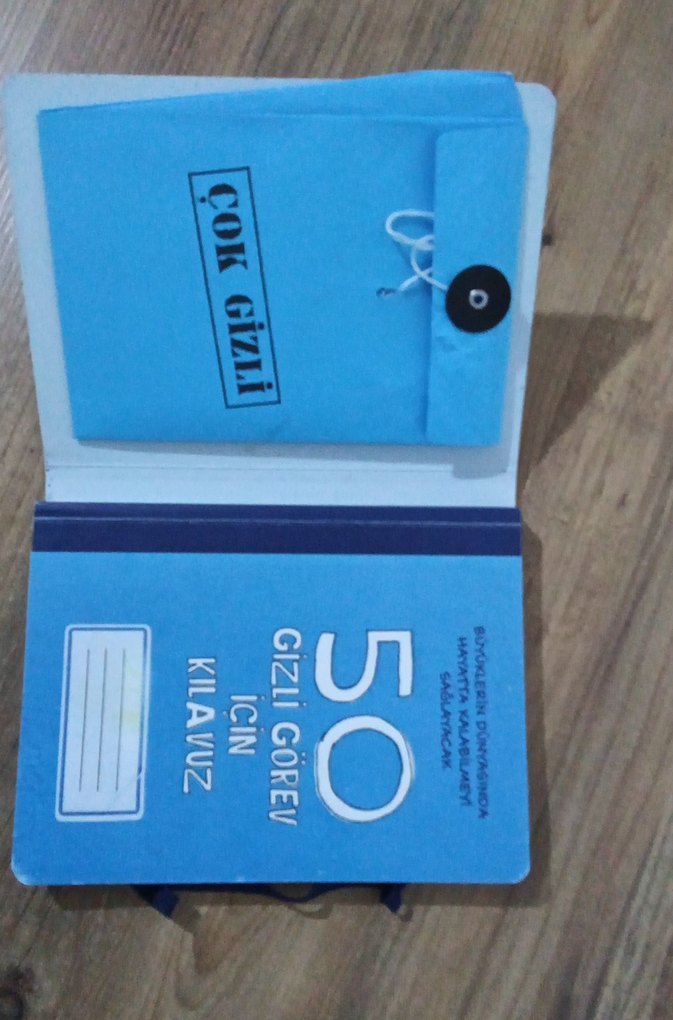 ÇOK GİZLİ
BÜYÜKLERİN DÜNYASINDA
HAYATTA KALABİLMEYİ
SAĞLAYACAK
50
GİZLİ GÖREV
İÇİN
KILAVUZ